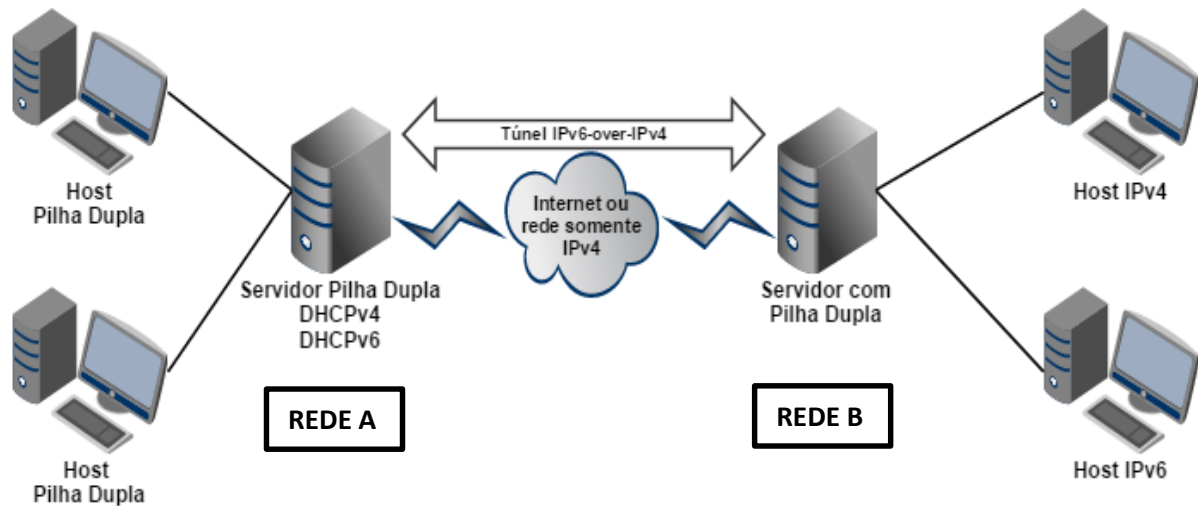 Host
Pilha Dupla
Host
Pilha Dupla
Servidor Pilha Dupla
DHCPv4
DHCPv6
REDE A
Túnel IPv6-over-IPv4
Internet ou
rede somente
IPv4
Servidor com
Pilha Dupla
REDE B
Host IPv4
Host IPv6